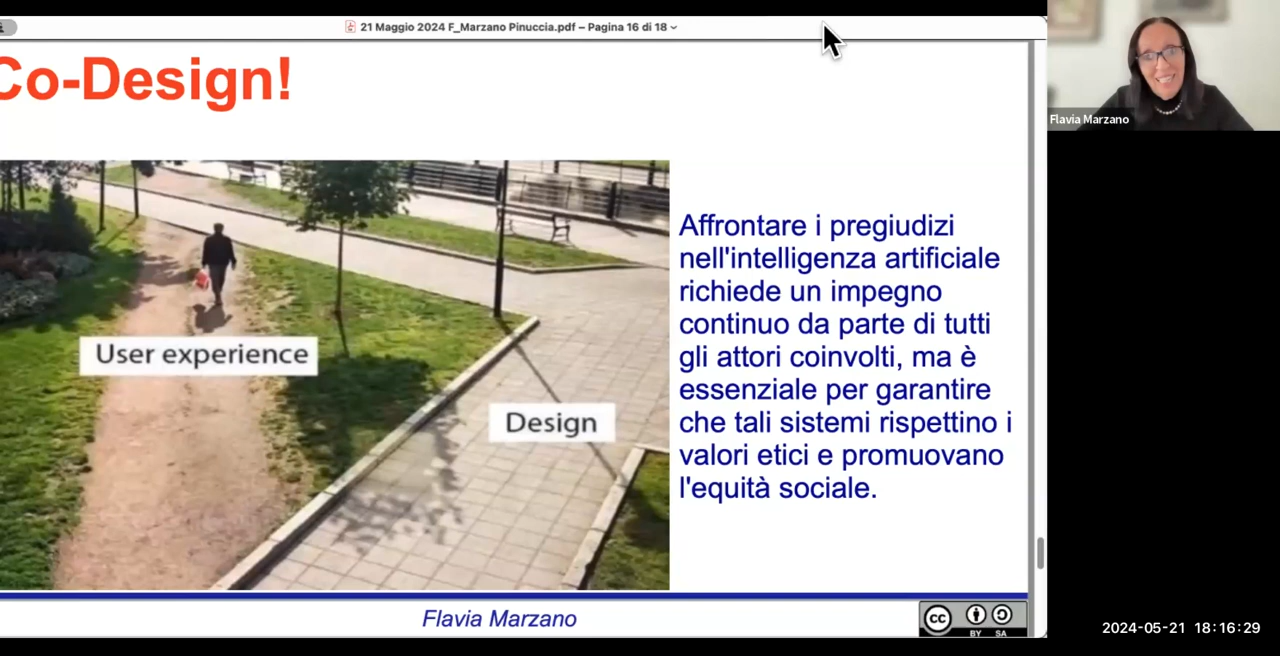 21 Maggio 2024 F_Marzano Pinuccia.pdf – Pagina 16 di 18
Co-Design!
User experience
Design
Affrontare i pregiudizi
nell'intelligenza artificiale
richiede un impegno
continuo da parte di tutti
gli attori coinvolti, ma è
essenziale per garantire
che tali sistemi rispettino i
valori etici e promuovano
l'equità sociale.
Flavia Marzano
cc
BY SA
Flavia Marzano
2024-05-21 18:16:29